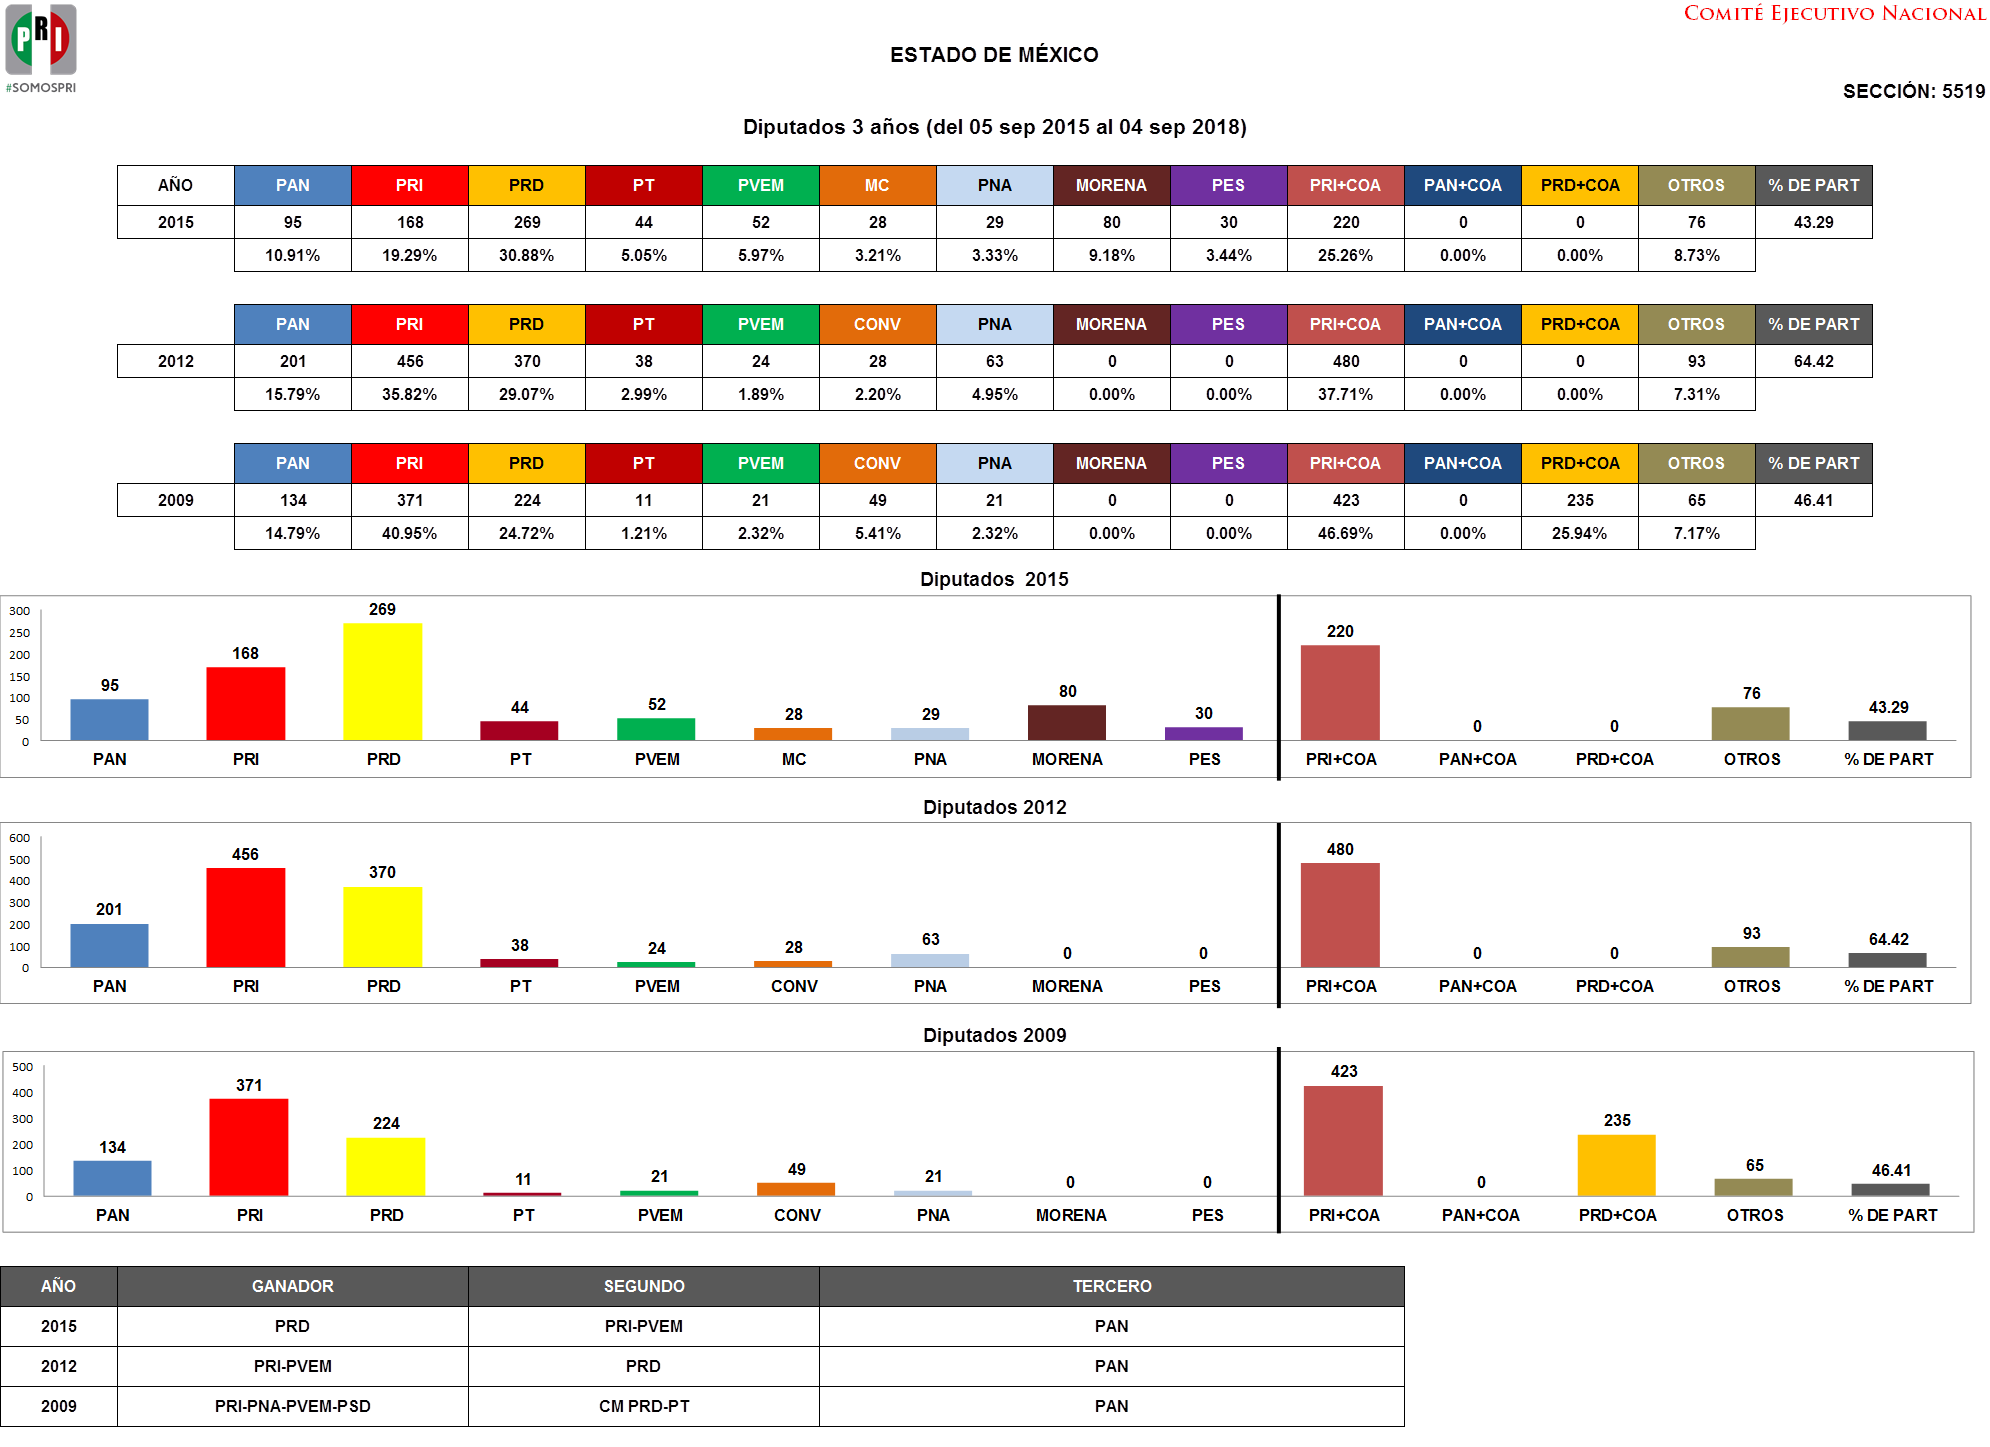 PRI
#SOMOSPRI
COMITÉ EJECUTIVO NACIONAL
ESTADO DE MÉXICO
SECCIÓN: 5519
Diputados 3 años (del 05 sep 2015 al 04 sep 2018)
AÑO PAN PRI PRD PT PVEM MC PNA MORENA PES PRI+COA PAN+COA PRD+COA OTROS % DE PART
2015 95 168 269 44 52 28 29 80 30 220 0 0 76 43.29
10.91% 19.29% 30.88% 5.05% 5.97% 3.21% 3.33% 9.18% 3.44% 25.26% 0.00% 0.00% 8.73%
PAN PRI PRD PT PVEM CONV PNA MORENA PES PRI+COA PAN+COA PRD+COA OTROS % DE PART
2012 201 456 370 38 24 28 63 0 0 480 0 0 93 64.42
15.79% 35.82% 29.07% 2.99% 1.89% 2.20% 4.95% 0.00% 0.00% 37.71% 0.00% 0.00% 7.31%
PAN PRI PRD PT PVEM CONV PNA MORENA PES PRI+COA PAN+COA PRD+COA OTROS % DE PART
2009 134 371 224 11 21 49 21 0 0 423 0 235 65 46.41
14.79% 40.95% 24.72% 1.21% 2.32% 5.41% 2.32% 0.00% 0.00% 46.69% 0.00% 25.94% 7.17%
Diputados 2015
300
250
200
150
100
50
0
95 168 269 44 52 28 29 80 30 220 0 0 76 43.29
PAN PRI PRD PT PVEM MC PNA MORENA PES PRI+COA PAN+COA PRD+COA OTROS % DE PART
Diputados 2012
600
500
400
300
200
100
0
201 456 370 38 24 28 63 0 0 480 0 0 93 64.42
PAN PRI PRD PT PVEM CONV PNA MORENA PES PRI+COA PAN+COA PRD+COA OTROS % DE PART
Diputados 2009
500
400
300
200
100
0
134 371 224 11 21 49 21 0 0 423 0 235 65 46.41
PAN PRI PRD PT PVEM CONV PNA MORENA PES PRI+COA PAN+COA PRD+COA OTROS % DE PART
AÑO GANADOR SEGUNDO TERCERO
2015 PRD PRI-PVEM PAN
2012 PRI-PVEM PRD PAN
2009 PRI-PNA-PVEM-PSD CM PRD-PT PAN